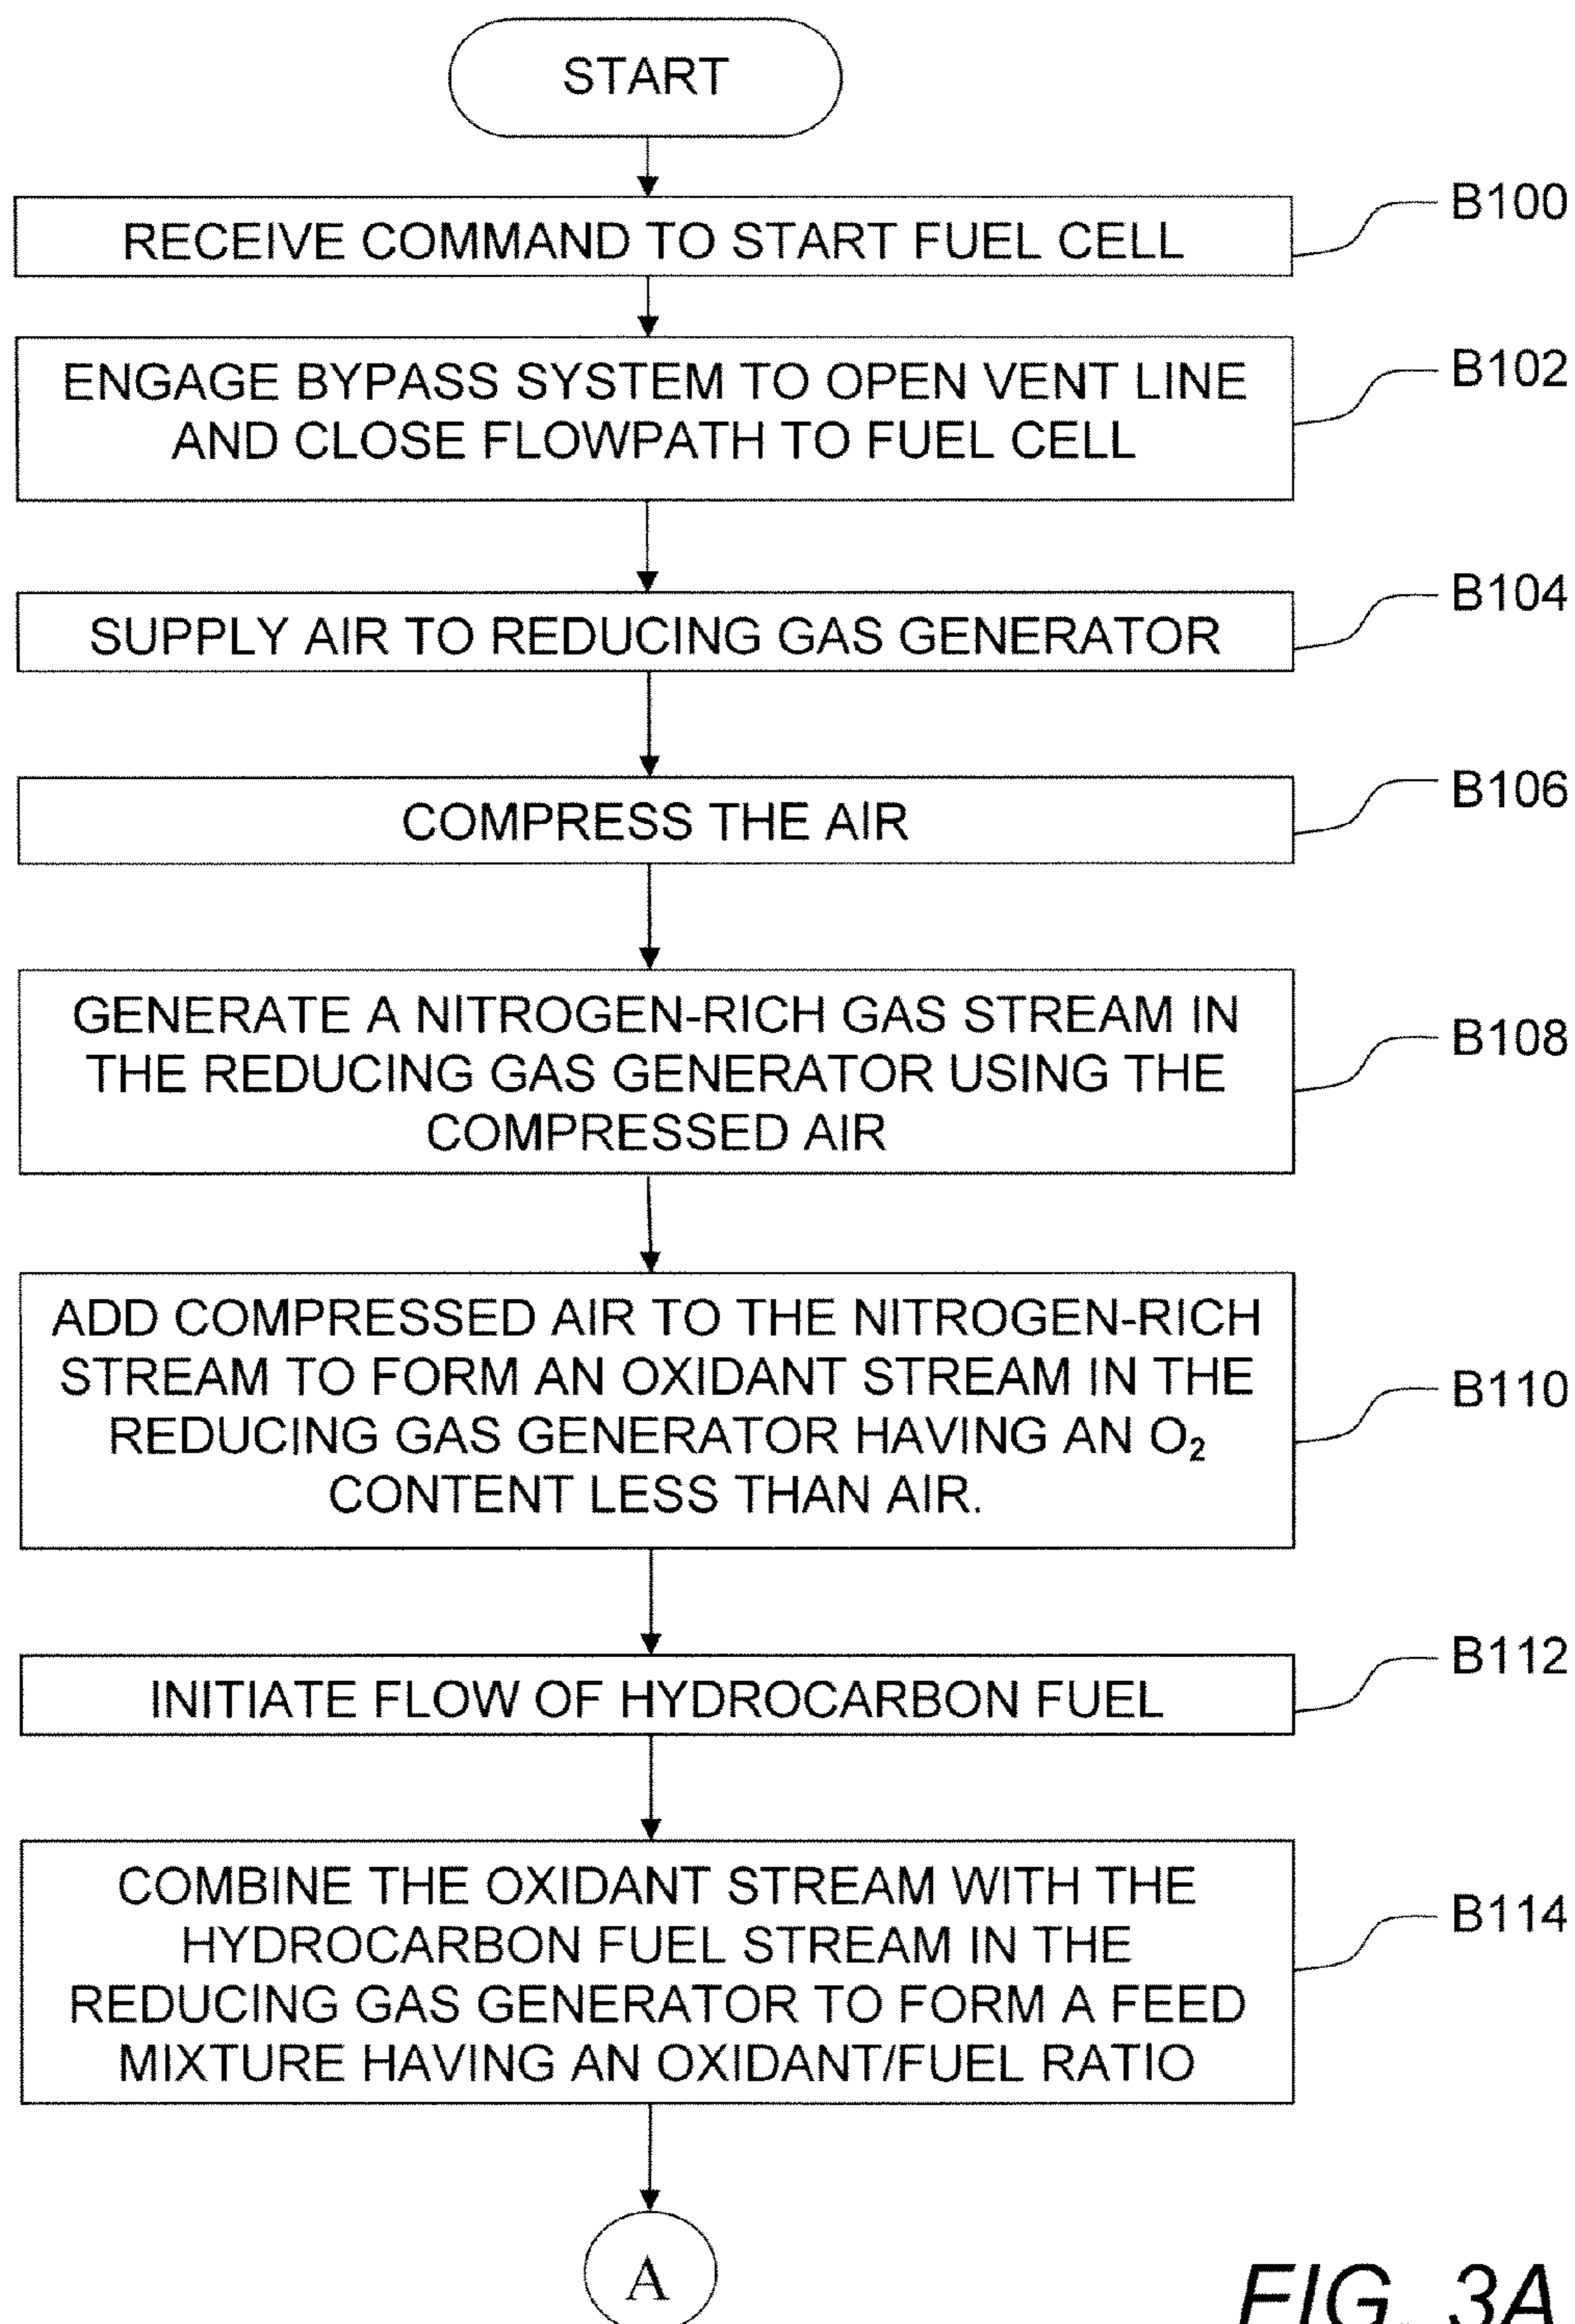 START
RECEIVE COMMAND TO START FUEL CELL
B100
ENGAGE BYPASS SYSTEM TO OPEN VENT LINE
AND CLOSE FLOWPATH TO FUEL CELL
B102
SUPPLY AIR TO REDUCING GAS GENERATOR
B104
COMPRESS THE AIR
B106
GENERATE A NITROGEN-RICH GAS STREAM IN
THE REDUCING GAS GENERATOR USING THE
COMPRESSED AIR
B108
ADD COMPRESSED AIR TO THE NITROGEN-RICH
STREAM TO FORM AN OXIDANT STREAM IN THE
REDUCING GAS GENERATOR HAVING AN O₂
CONTENT LESS THAN AIR.
B110
INITIATE FLOW OF HYDROCARBON FUEL
B112
COMBINE THE OXIDANT STREAM WITH THE
HYDROCARBON FUEL STREAM IN THE
REDUCING GAS GENERATOR TO FORM A FEED
MIXTURE HAVING AN OXIDANT/FUEL RATIO
B114
A
FIG. 3A